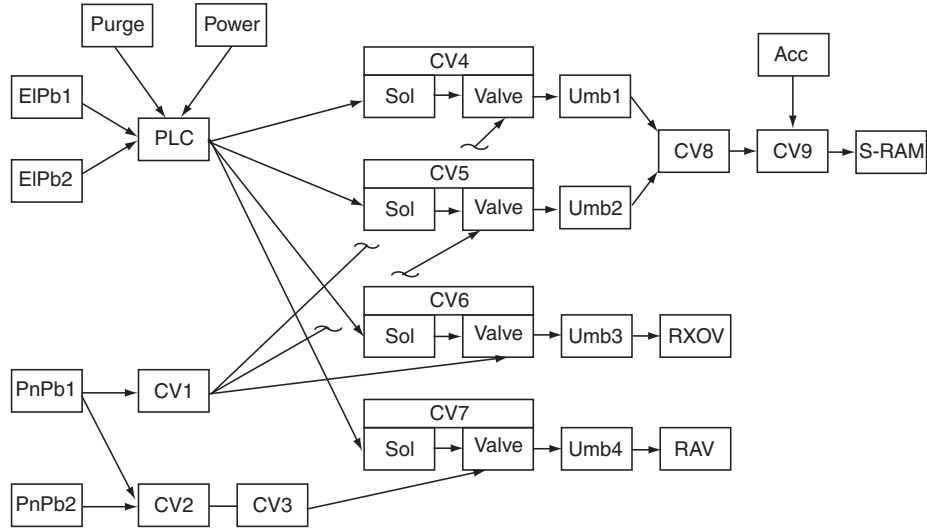 Purge
Power
CV4
Acc
ElPb1
Sol
Valve
Umb1
PLC
CV8
CV9
S-RAM
ElPb2
CV5
Sol
Valve
Umb2
CV6
Sol
Valve
Umb3
RXOV
PnPb1
CV1
CV7
Sol
Valve
Umb4
RAV
PnPb2
CV2
CV3